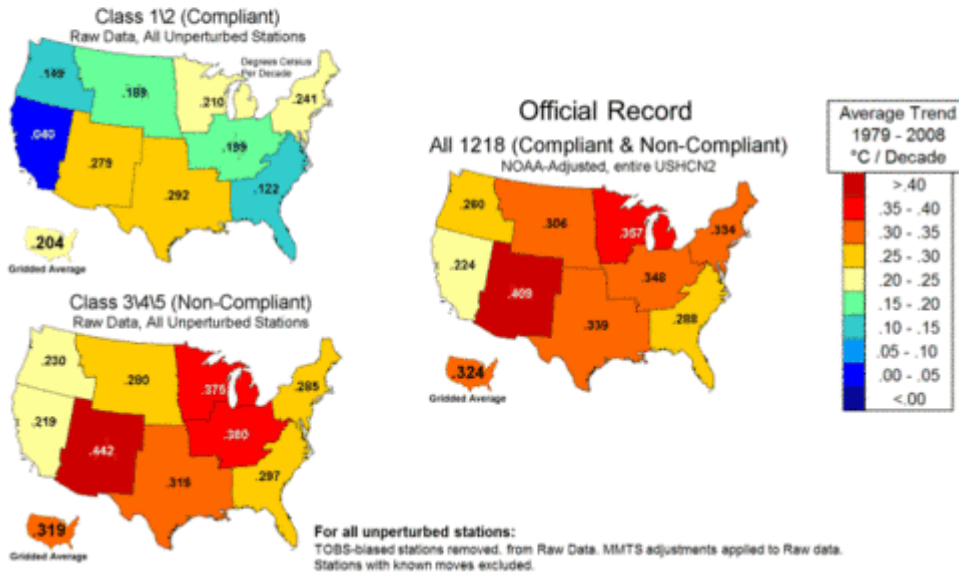 Class 1\2 (Compliant)
Raw Data, All Unperturbed Stations
Degrees Celsius
Per Decade
.149
.189
.210
.241
.040
.279
.199
.292
.122
.204
Gridded Average
Class 3\4\5 (Non-Compliant)
Raw Data, All Unperturbed Stations
.230
.280
.375
.285
.219
.442
.380
.319
.297
.319
Gridded Average
Official Record
All 1218 (Compliant & Non-Compliant)
NOAA-Adjusted, entire USHCN2
.260
.306
.357
.334
.224
.409
.348
.339
.288
.324
Gridded Average
Average Trend
1979 - 2008
°C / Decade
>.40
.35 - .40
.30 - .35
.25 - .30
.20 - .25
.15 - .20
.10 - .15
.05 - .10
.00 - .05
<.00
For all unperturbed stations:
TOBS-biased stations removed. from Raw Data. MMTS adjustments applied to Raw data.
Stations with known moves excluded.